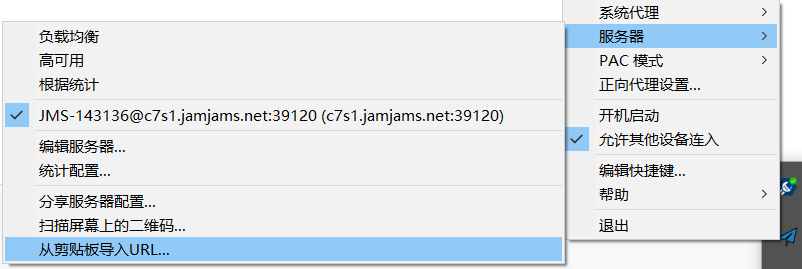 系统代理
服务器
PAC 模式
正向代理设置...
开机启动
允许其他设备连入
编辑快捷键...
帮助
退出
负载均衡
高可用
根据统计
JMS-143136@c7s1.jamjams.net:39120 (c7s1.jamjams.net:39120)
编辑服务器...
统计配置...
分享服务器配置...
扫描屏幕上的二维码...
从剪贴板导入URL...